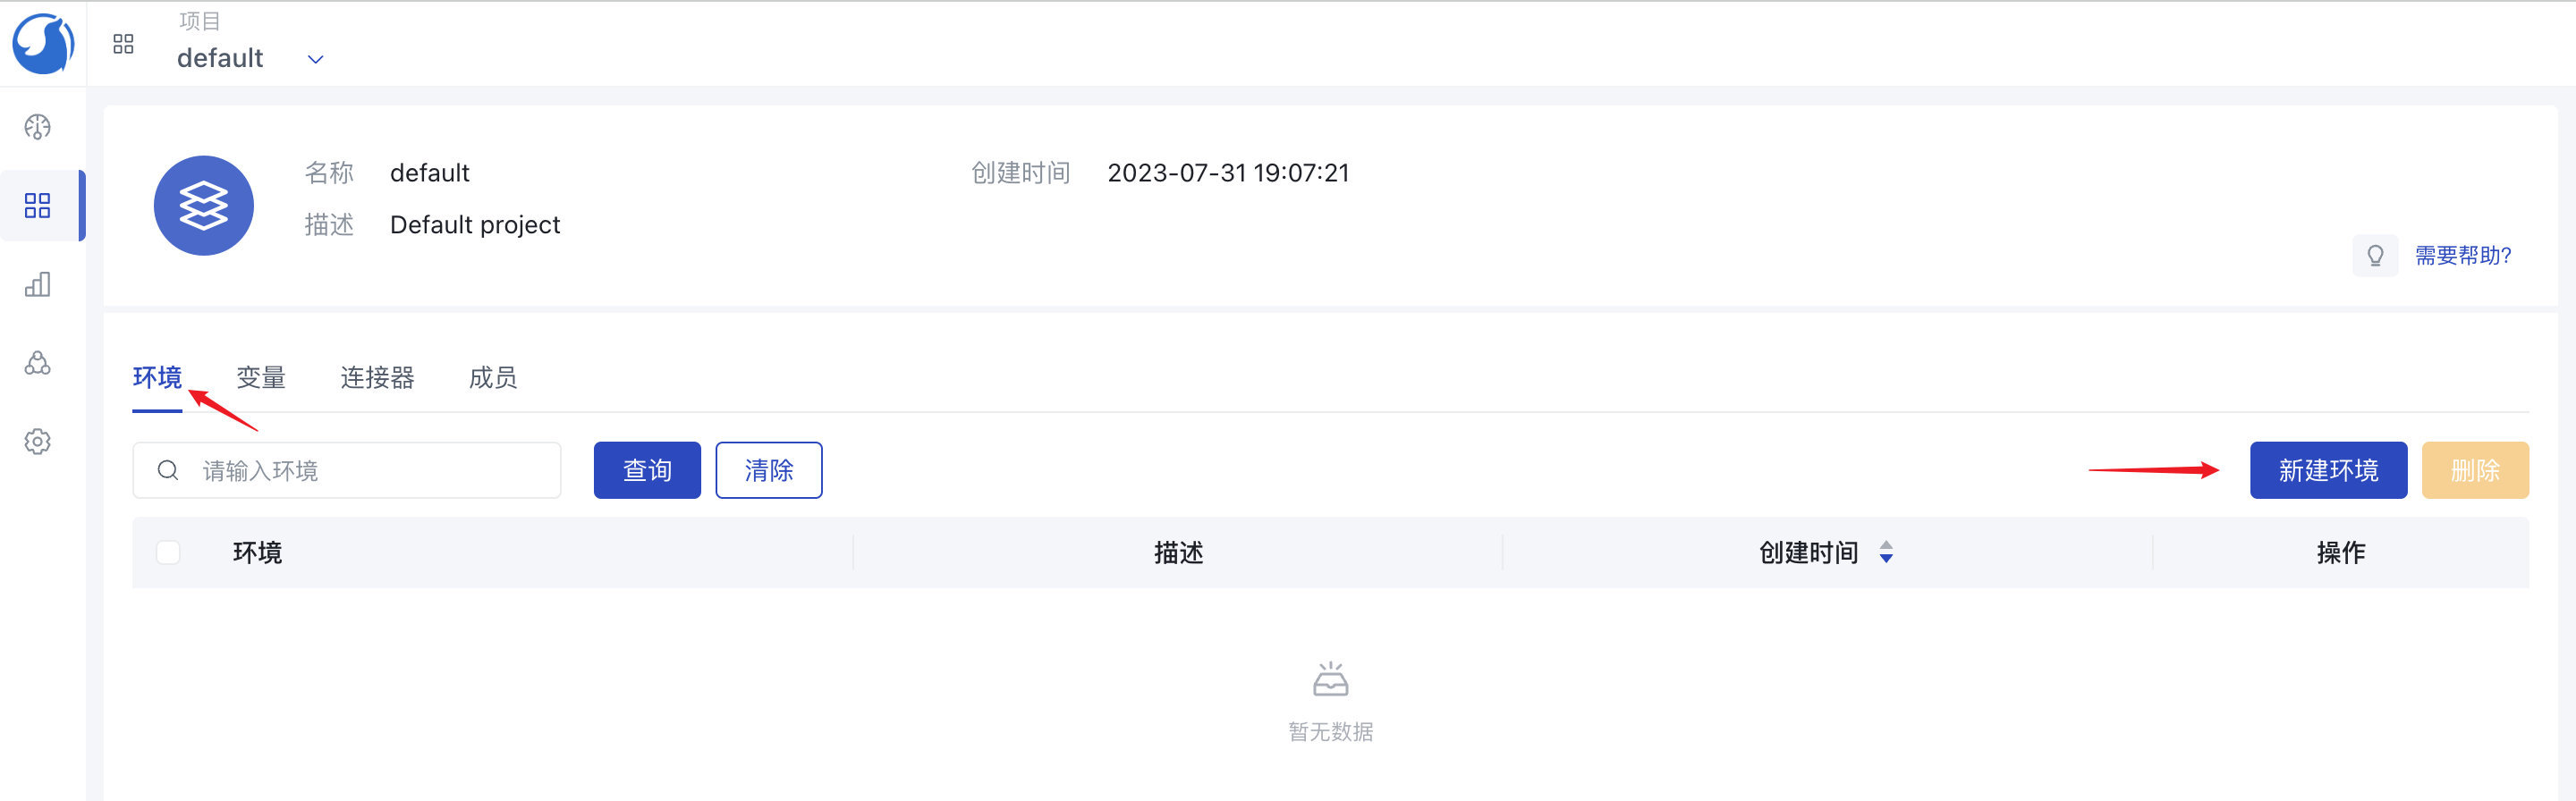 项目
default
名称 default 创建时间 2023-07-31 19:07:21
描述 Default project
需要帮助?
环境 变量 连接器 成员
请输入环境 查询 清除 新建环境 删除
环境 描述 创建时间 操作
暂无数据